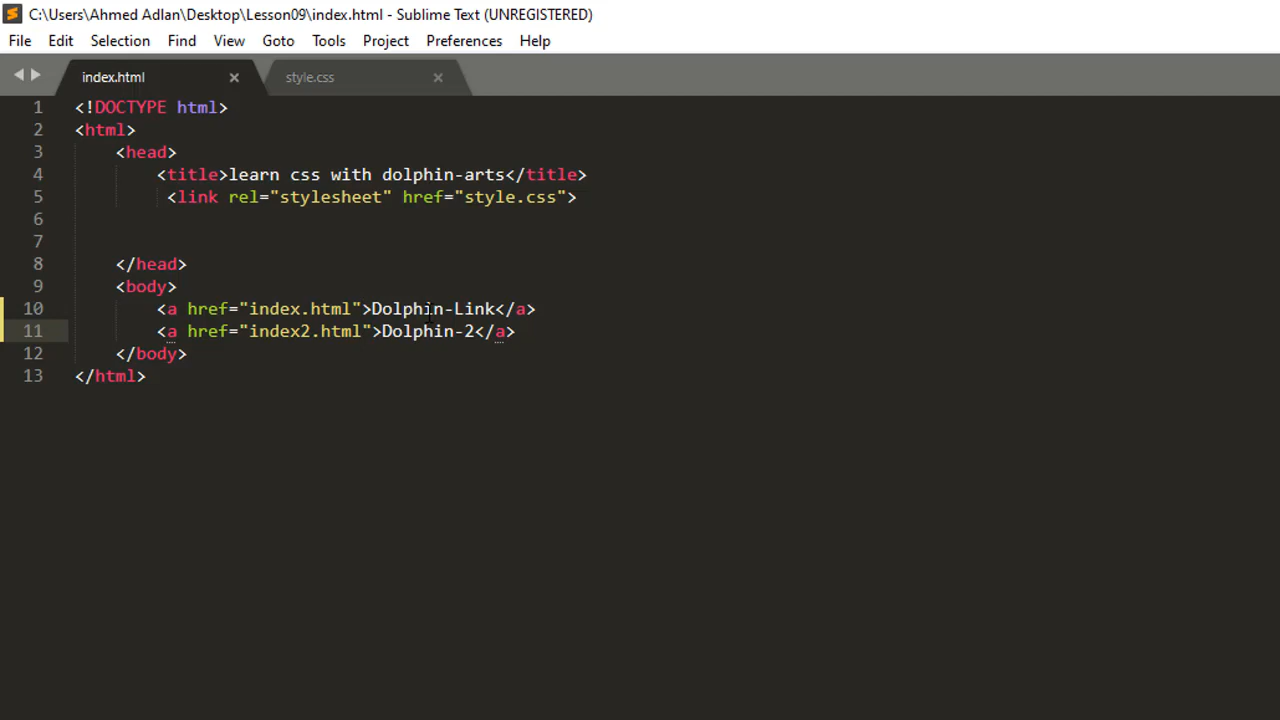 C:\Users\Ahmed Adlan\Desktop\Lesson09\index.html - Sublime Text (UNREGISTERED)
File Edit Selection Find View Goto Tools Project Preferences Help
index.html × style.css ×
1 <!DOCTYPE html>
2 <html>
3 <head>
4 <title>learn css with dolphin-arts</title>
5 <link rel="stylesheet" href="style.css">
6
7
8 </head>
9 <body>
10 <a href="index.html">Dolphin-Link</a>
11 <a href="index2.html">Dolphin-2</a>
12 </body>
13 </html>